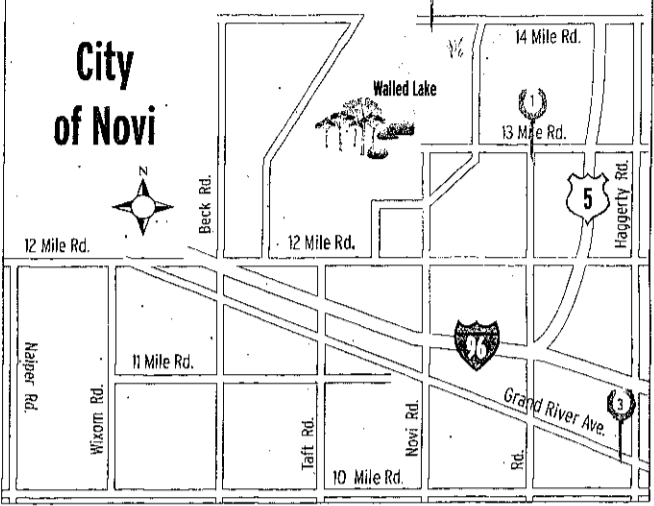 City
of Novi
14 Mile Rd.
Walled Lake
1
13 Mile Rd.
N
Beck Rd.
5
Haggerty Rd.
12 Mile Rd.
12 Mile Rd.
96
11 Mile Rd.
Naiper Rd.
Wixom Rd.
Taft Rd.
Novi Rd.
Rd.
Grand River Ave.
3
10 Mile Rd.